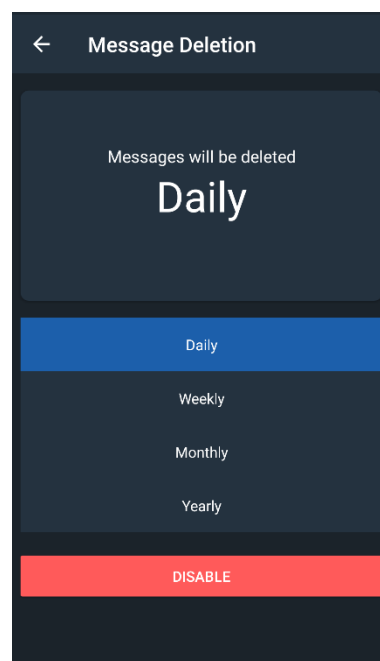 Message Deletion
Messages will be deleted
Daily
Daily
Weekly
Monthly
Yearly
DISABLE